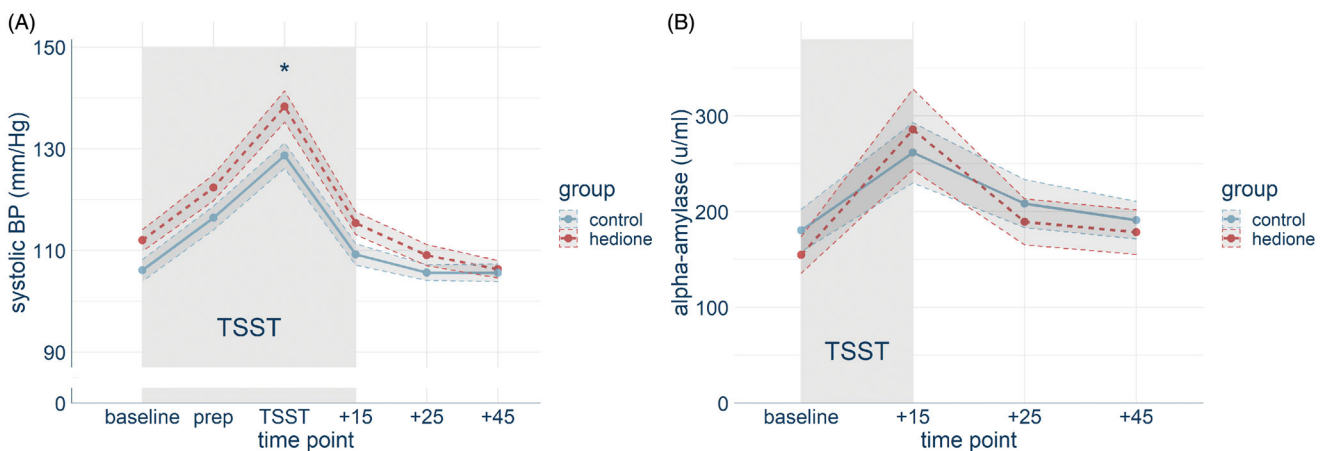 (A)
systolic BP (mm/Hg)
150
130
110
90
0
*
TSST
baseline prep TSST +15 +25 +45
time point
group
control
hedione
(B)
alpha-amylase (u/ml)
300
200
100
0
TSST
baseline +15 +25 +45
time point
group
control
hedione